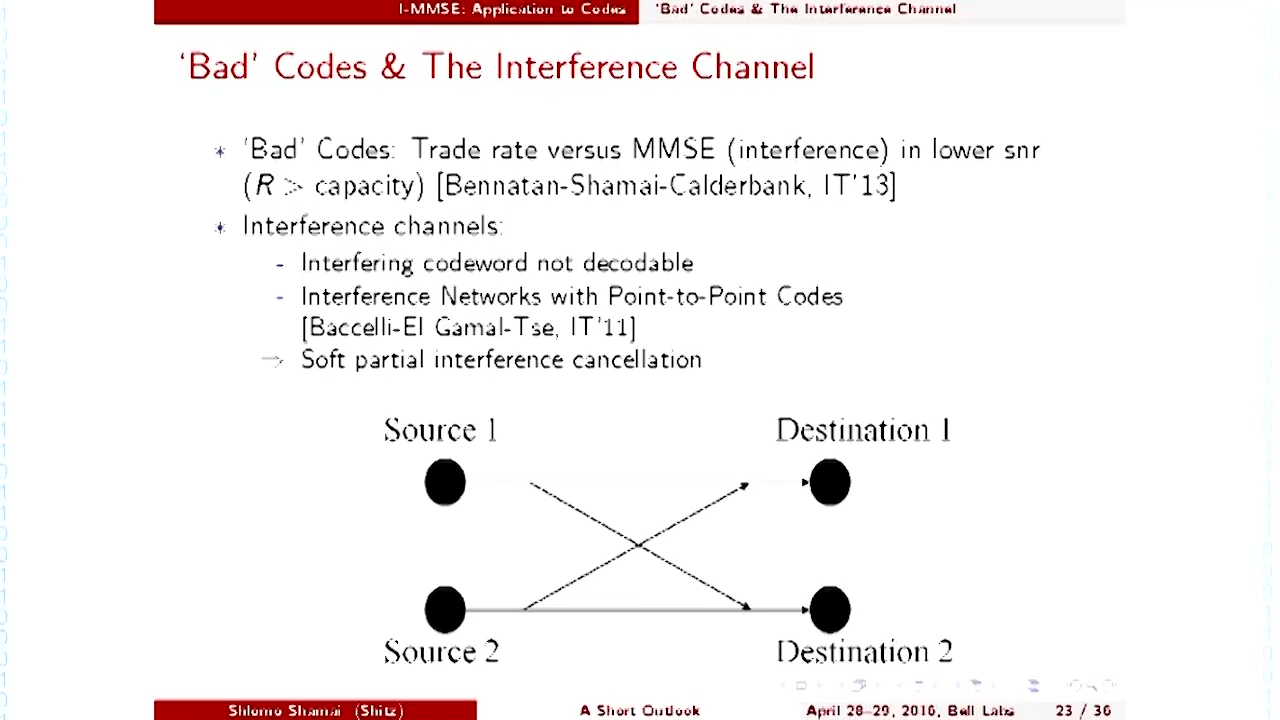 I-MMSE: Application to Codes 'Bad' Codes & The Interference Channel
'Bad' Codes & The Interference Channel
* 'Bad' Codes: Trade rate versus MMSE (interference) in lower snr
(R > capacity) [Bennatan-Shamai-Calderbank, IT'13]
* Interference channels:
- Interfering codeword not decodable
- Interference Networks with Point-to-Point Codes
[Baccelli-El Gamal-Tse, IT'11]
⇒ Soft partial interference cancellation
Source 1 Destination 1
Source 2 Destination 2
Shlomo Shamai (Shitz) A Short Outlook April 28-29, 2016, Bell Labs 23 / 36